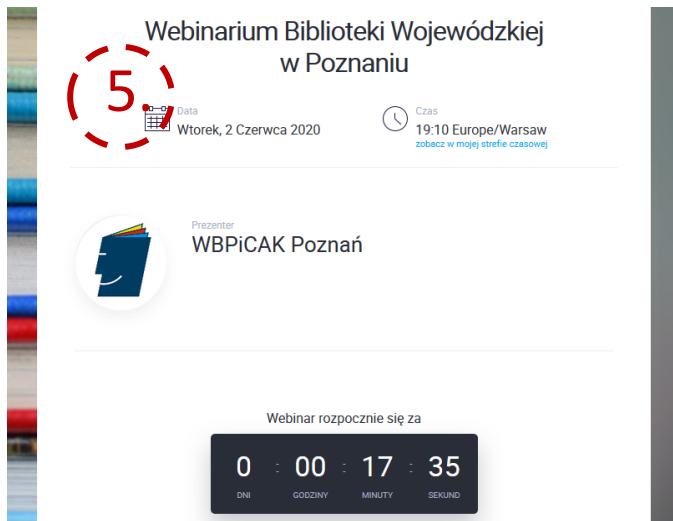 Webinarium Biblioteki Wojewódzkiej
w Poznaniu
5.
Data
Wtorek, 2 Czerwca 2020
Czas
19:10 Europe/Warsaw
zobacz w mojej strefie czasowej
Prezenter
WBPiCAK Poznań
Webinar rozpocznie się za
0 : 00 : 17 : 35
DNI GODZINY MINUTY SEKUND